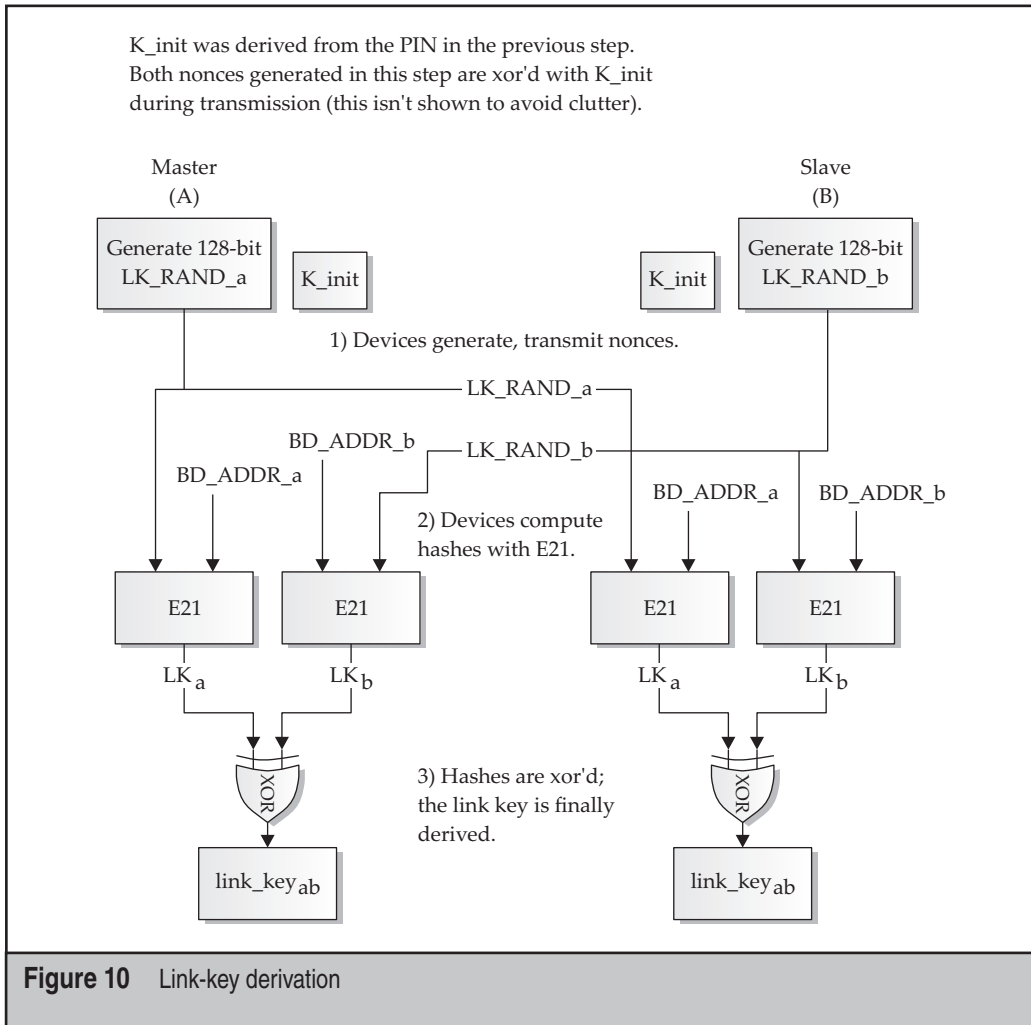 K_init was derived from the PIN in the previous step.
Both nonces generated in this step are xor'd with K_init
during transmission (this isn't shown to avoid clutter).
Master
(A)
Slave
(B)
Generate 128-bit
LK_RAND_a
K_init
K_init
Generate 128-bit
LK_RAND_b
1) Devices generate, transmit nonces.
LK_RAND_a
LK_RAND_b
BD_ADDR_b
BD_ADDR_a
BD_ADDR_a
BD_ADDR_b
2) Devices compute
hashes with E21.
E21
E21
E21
E21
LKa
LKb
LKa
LKb
XOR
XOR
3) Hashes are xor'd;
the link key is finally
derived.
link_keyab
link_keyab
Figure 10 Link-key derivation